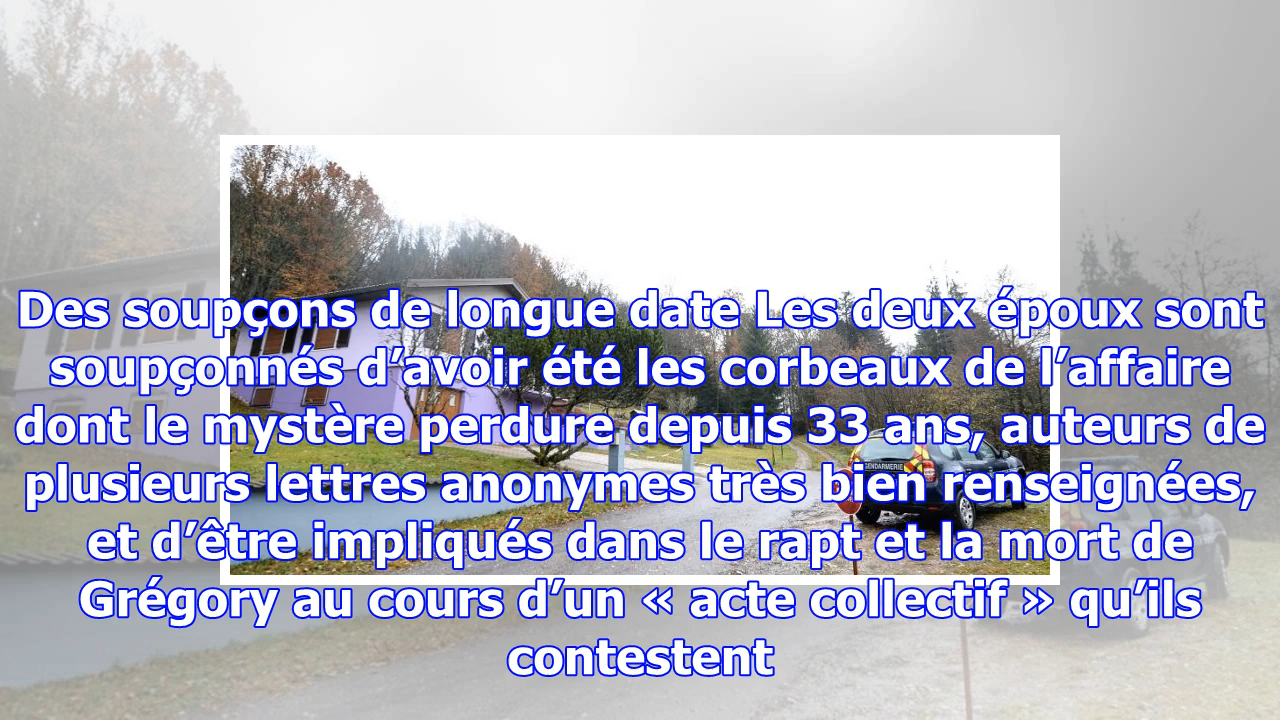 Des soupçons de longue date Les deux époux sont
soupçonnés d’avoir été les corbeaux de l’affaire
dont le mystère perdure depuis 33 ans, auteurs de
plusieurs lettres anonymes très bien renseignées,
et d’être impliqués dans le rapt et la mort de
Grégory au cours d’un « acte collectif » qu’ils
contestent
GENDARMERIE